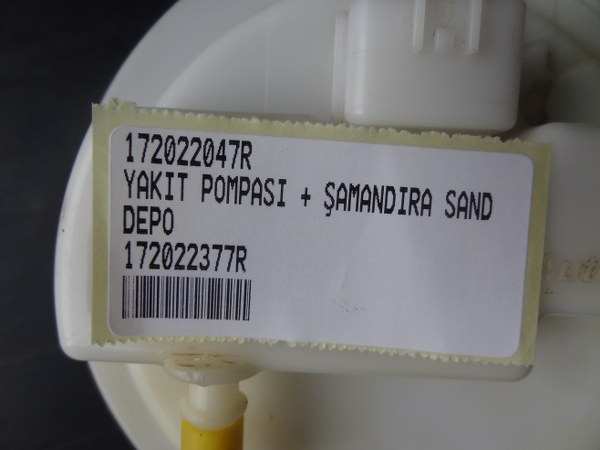 172022047R
YAKIT POMPASI + ŞAMANDIRA SAND
DEPO
172022377R